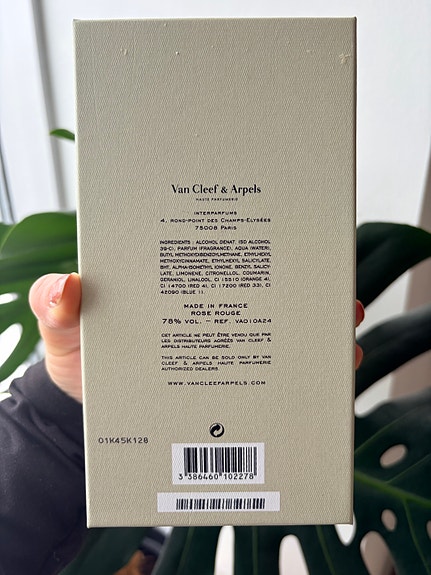 Van Cleef & Arpels
HAUTE PARFUMERIE
INTERPARFUMS
4, ROND-POINT DES CHAMPS-ELYSÉES
75008 PARIS
INGREDIENTS : ALCOHOL DENAT. (SD ALCOHOL
39-C), PARFUM (FRAGRANCE), AQUA (WATER),
BUTYL METHOXYDIBENZOYLMETHANE, ETHYLHEXYL
METHOXYCINNAMATE, ETHYLHEXYL SALICYLATE,
BHT, ALPHA-ISOMETHYL IONONE, BENZYL SALICY-
LATE, LIMONENE, CITRONELLOL, COUMARIN,
GERANIOL, LINALOOL, CI 15510 (ORANGE 4),
CI 14700 (RED 4), CI 17200 (RED 33), CI
42090 (BLUE 1).
MADE IN FRANCE
ROSE ROUGE
78% VOL. – REF. VA010A24
CET ARTICLE NE PEUT ÊTRE VENDU QUE PAR
LES DISTRIBUTEURS AGRÉÉS VAN CLEEF &
ARPELS HAUTE PARFUMERIE.
THIS ARTICLE CAN BE SOLD ONLY BY VAN
CLEEF & ARPELS HAUTE PARFUMERIE
AUTHORIZED DEALERS.
WWW.VANCLEEFARPELS.COM
01K45K128
3 386460 102278